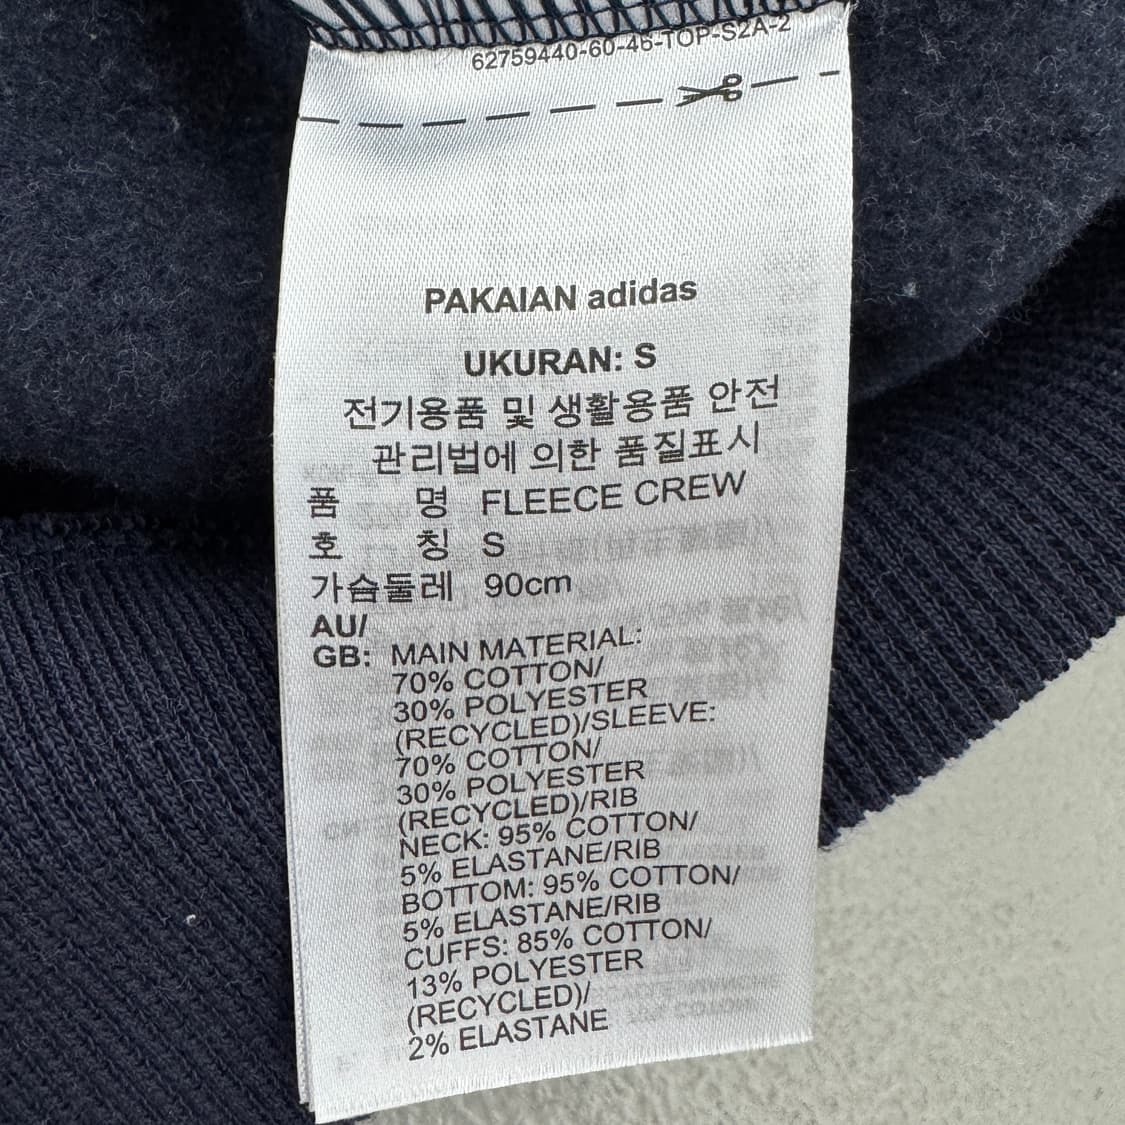 62759440-60-46-TOP-S2A-2
PAKAIAN adidas
UKURAN: S
전기용품 및 생활용품 안전
관리법에 의한 품질표시
품 명 FLEECE CREW
호 칭 S
가슴둘레 90cm
AU/
GB: MAIN MATERIAL:
70% COTTON/
30% POLYESTER
(RECYCLED)/SLEEVE:
70% COTTON/
30% POLYESTER
(RECYCLED)/RIB
NECK: 95% COTTON/
5% ELASTANE/RIB
BOTTOM: 95% COTTON/
5% ELASTANE/RIB
CUFFS: 85% COTTON/
13% POLYESTER
(RECYCLED)/
2% ELASTANE